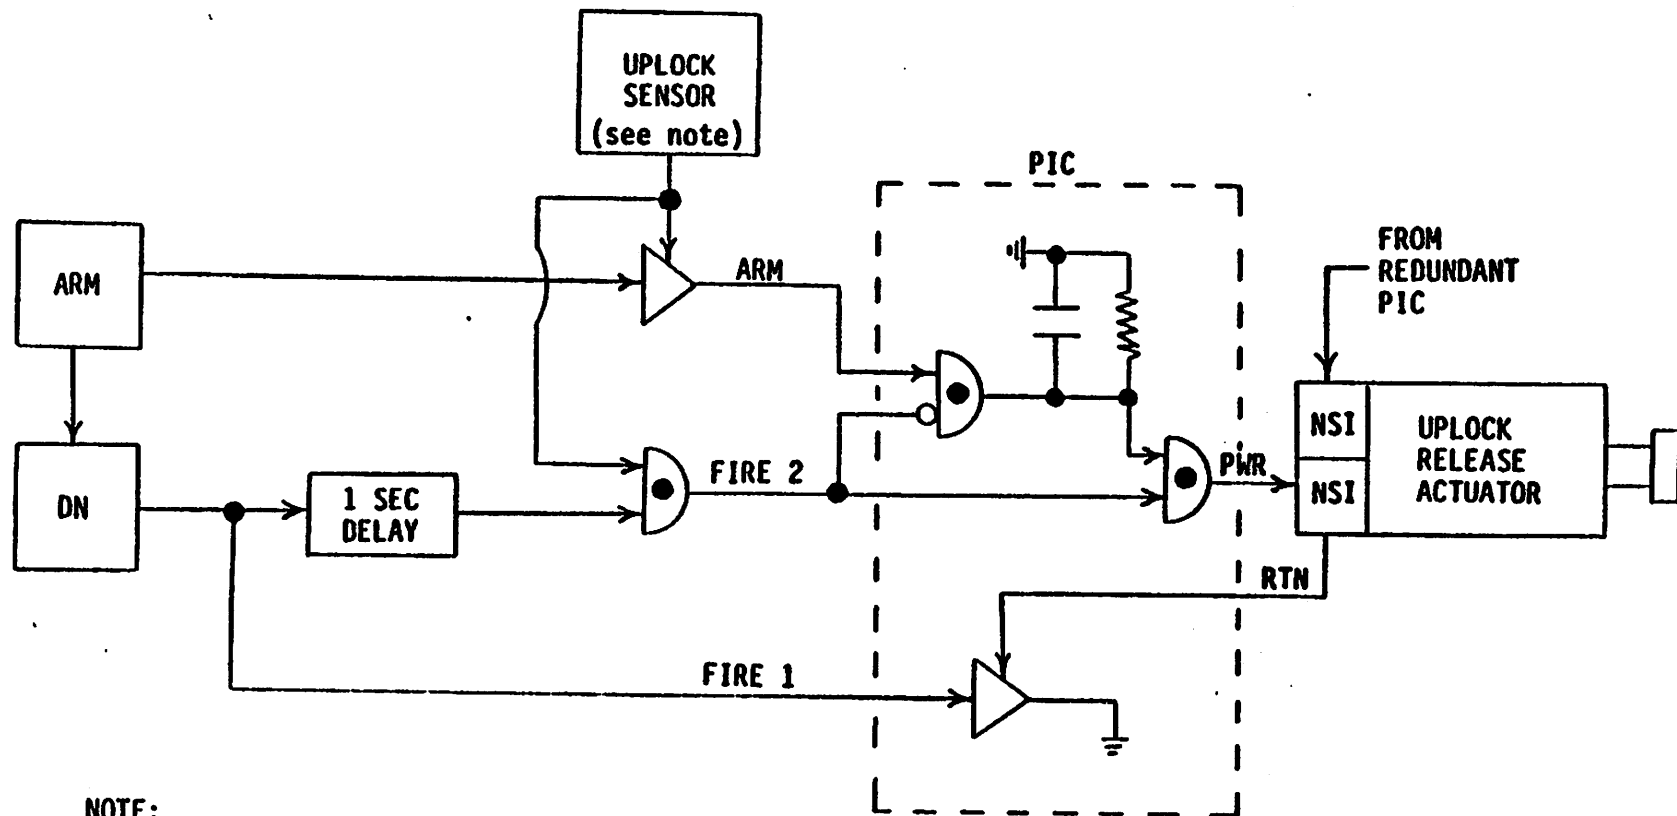 UPLOCK
SENSOR
(see note)
PIC
ARM
ARM
FROM
REDUNDANT
PIC
DN
1 SEC
DELAY
FIRE 2
PWR
NSI
NSI
UPLOCK
RELEASE
ACTUATOR
RTN
FIRE 1
NOTE: